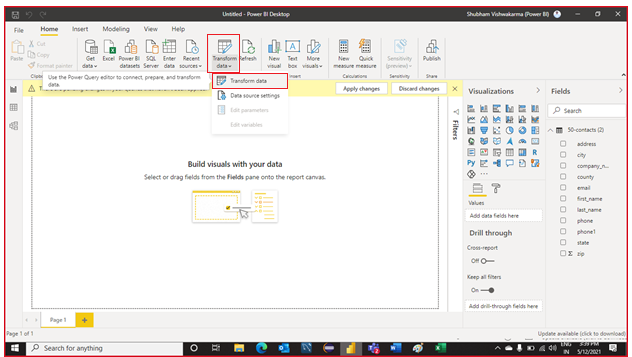 Untitled - Power BI Desktop
Shubham Vishwakarma (Power BI)
File Home Insert Modeling View Help
Paste
Cut
Copy
Format painter
Get data
Excel
Power BI datasets
SQL Server
Enter data
Recent sources
Transform data
Refresh
New visual
Text box
More visuals
New measure
Quick measure
Sensitivity (preview)
Publish
Insert
Calculations
Sensitivity
Share
Use the Power Query editor to connect, prepare, and transform
data.
Transform data
Data source settings
Edit parameters
Edit variables
Apply changes
Discard changes
Build visuals with your data
Select or drag fields from the Fields pane onto the report canvas.
Filters
Visualizations
Values
Add data fields here
Drill through
Cross-report
Off
Keep all filters
On
Add drill-through fields here
Fields
Search
50-contacts (2)
address
city
company_n...
county
email
first_name
last_name
phone
phone1
state
Σ zip
Page 1
Page 1 of 1
Update available (click to download)
Search for anything
ENG
IN
3:59 PM
5/12/2021